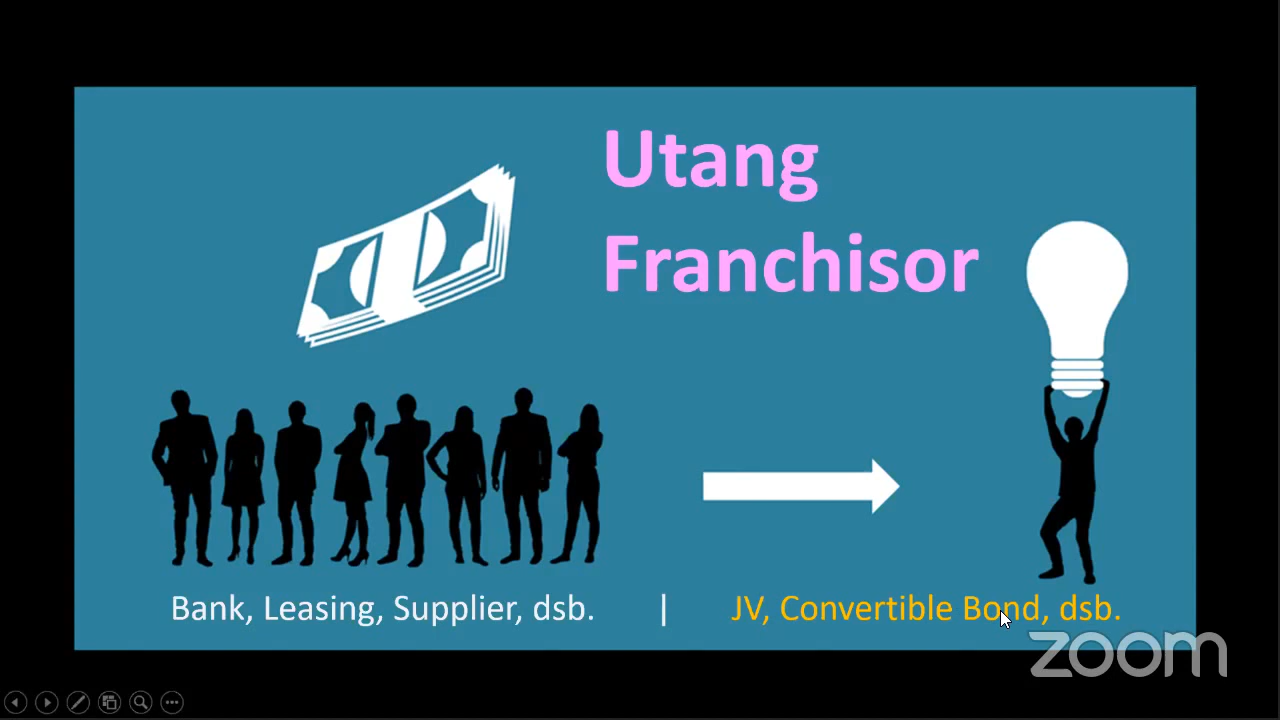 Utang
Franchisor
Bank, Leasing, Supplier, dsb. | JV, Convertible Bond, dsb.
zoom